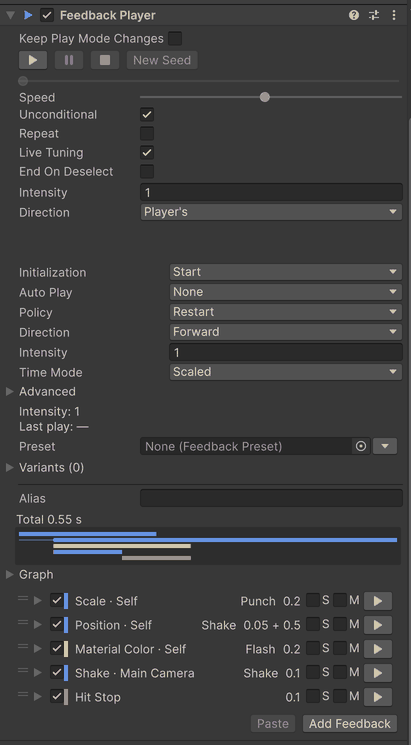 Feedback Player
Keep Play Mode Changes
New Seed
Speed
Unconditional
Repeat
Live Tuning
End On Deselect
Intensity 1
Direction Player's
Initialization Start
Auto Play None
Policy Restart
Direction Forward
Intensity 1
Time Mode Scaled
Advanced
Intensity: 1
Last play: —
Preset None (Feedback Preset)
Variants (0)
Alias
Total 0.55 s
Graph
Scale · Self Punch 0.2 S M
Position · Self Shake 0.05 + 0.5 S M
Material Color · Self Flash 0.2 S M
Shake · Main Camera Shake 0.1 S M
Hit Stop 0.1 S M
Paste Add Feedback